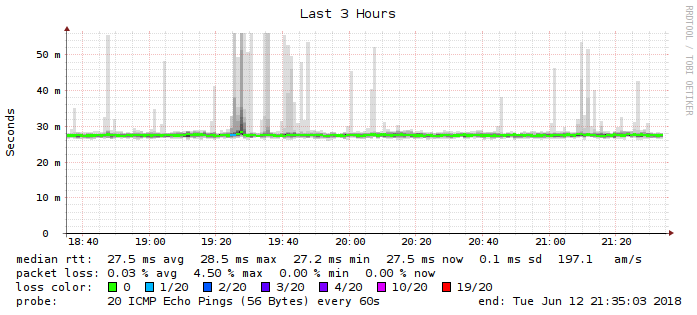 Last 3 Hours
RRDTOOL / TOBI OETIKER
Seconds
50 m
40 m
30 m
20 m
10 m
0
18:40 19:00 19:20 19:40 20:00 20:20 20:40 21:00 21:20
median rtt: 27.5 ms avg 28.5 ms max 27.2 ms min 27.5 ms now 0.1 ms sd 197.1 am/s
packet loss: 0.03 % avg 4.50 % max 0.00 % min 0.00 % now
loss color: 0 1/20 2/20 3/20 4/20 10/20 19/20
probe: 20 ICMP Echo Pings (56 Bytes) every 60s end: Tue Jun 12 21:35:03 2018